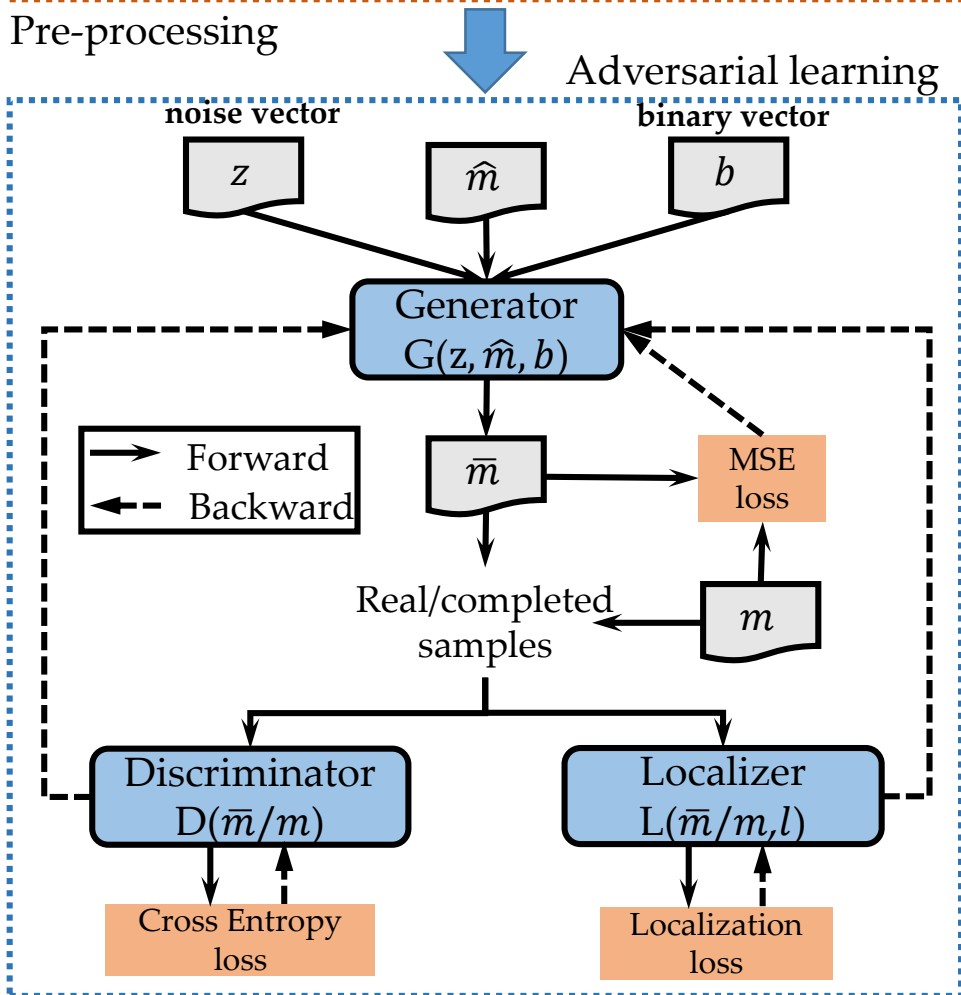 Pre-processing
Adversarial learning
noise vector
binary vector
z
m̂
b
Generator
G(z, m̂, b)
Forward
Backward
m̅
MSE
loss
Real/completed
samples
m
Discriminator
D(m̅/m)
Localizer
L(m̅/m,l)
Cross Entropy
loss
Localization
loss